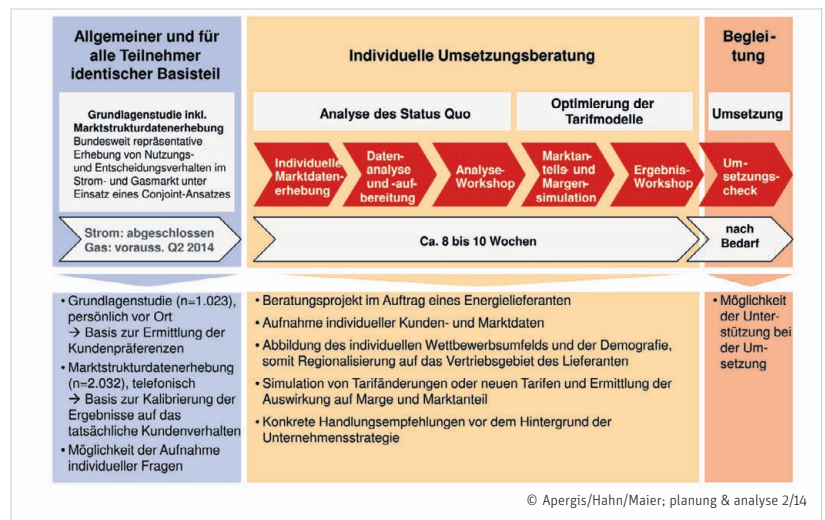 Allgemeiner und für
alle Teilnehmer
identischer Basisteil
Individuelle Umsetzungsberatung
Beglei-
tung
Grundlagenstudie inkl.
Marktstrukturdatenerhebung
Bundesweit repräsentative
Erhebung von Nutzungs-
und Entscheidungsverhalten im
Strom- und Gasmarkt unter
Einsatz eines Conjoint-Ansatzes
Analyse des Status Quo
Optimierung der
Tarifmodelle
Umsetzung
Individuelle
Marktdaten-
erhebung
Daten-
analyse
und -auf-
bereitung
Analyse-
Workshop
Marktan-
teils- und
Margen-
simulation
Ergebnis-
Workshop
Um-
setzungs-
check
Strom: abgeschlossen
Gas: vorauss. Q2 2014
Ca. 8 bis 10 Wochen
nach
Bedarf
• Grundlagenstudie (n=1.023),
persönlich vor Ort
→ Basis zur Ermittlung der
Kundenpräferenzen
• Marktstrukturdatenerhebung
(n=2.032), telefonisch
→ Basis zur Kalibrierung der
Ergebnisse auf das
tatsächliche Kundenverhalten
• Möglichkeit der Aufnahme
individueller Fragen
• Beratungsprojekt im Auftrag eines Energielieferanten
• Aufnahme individueller Kunden- und Marktdaten
• Abbildung des individuellen Wettbewerbsumfelds und der Demografie,
somit Regionalisierung auf das Vertriebsgebiet des Lieferanten
• Simulation von Tarifänderungen oder neuen Tarifen und Ermittlung der
Auswirkung auf Marge und Marktanteil
• Konkrete Handlungsempfehlungen vor dem Hintergrund der
Unternehmensstrategie
• Möglichkeit
der Unter-
stützung bei
der Um-
setzung
© Apergis/Hahn/Maier; planung & analyse 2/14